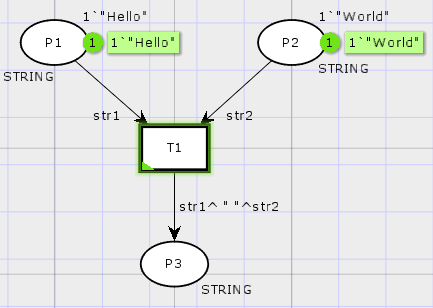 1`"Hello"
1`"World"
P1
1
1`"Hello"
P2
1
1`"World"
STRING
STRING
str1
str2
T1
str1^ " "^str2
P3
STRING